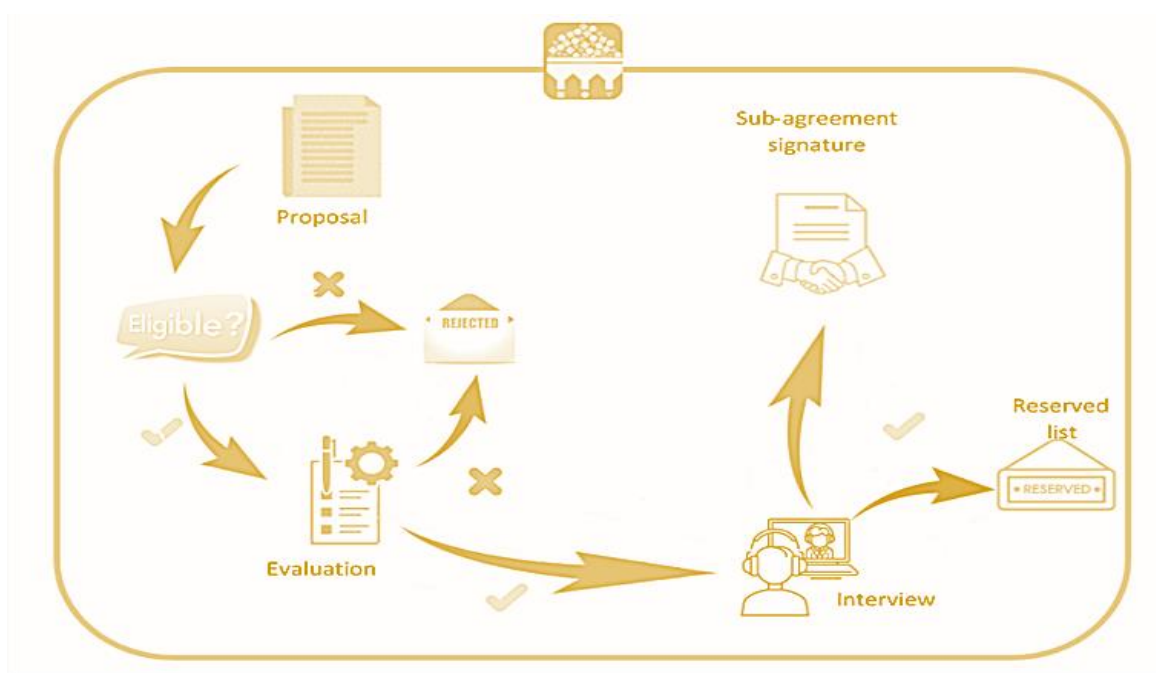 Sub-agreement
signature
Proposal
Eligible?
REJECTED
Reserved
list
• RESERVED •
Evaluation
Interview